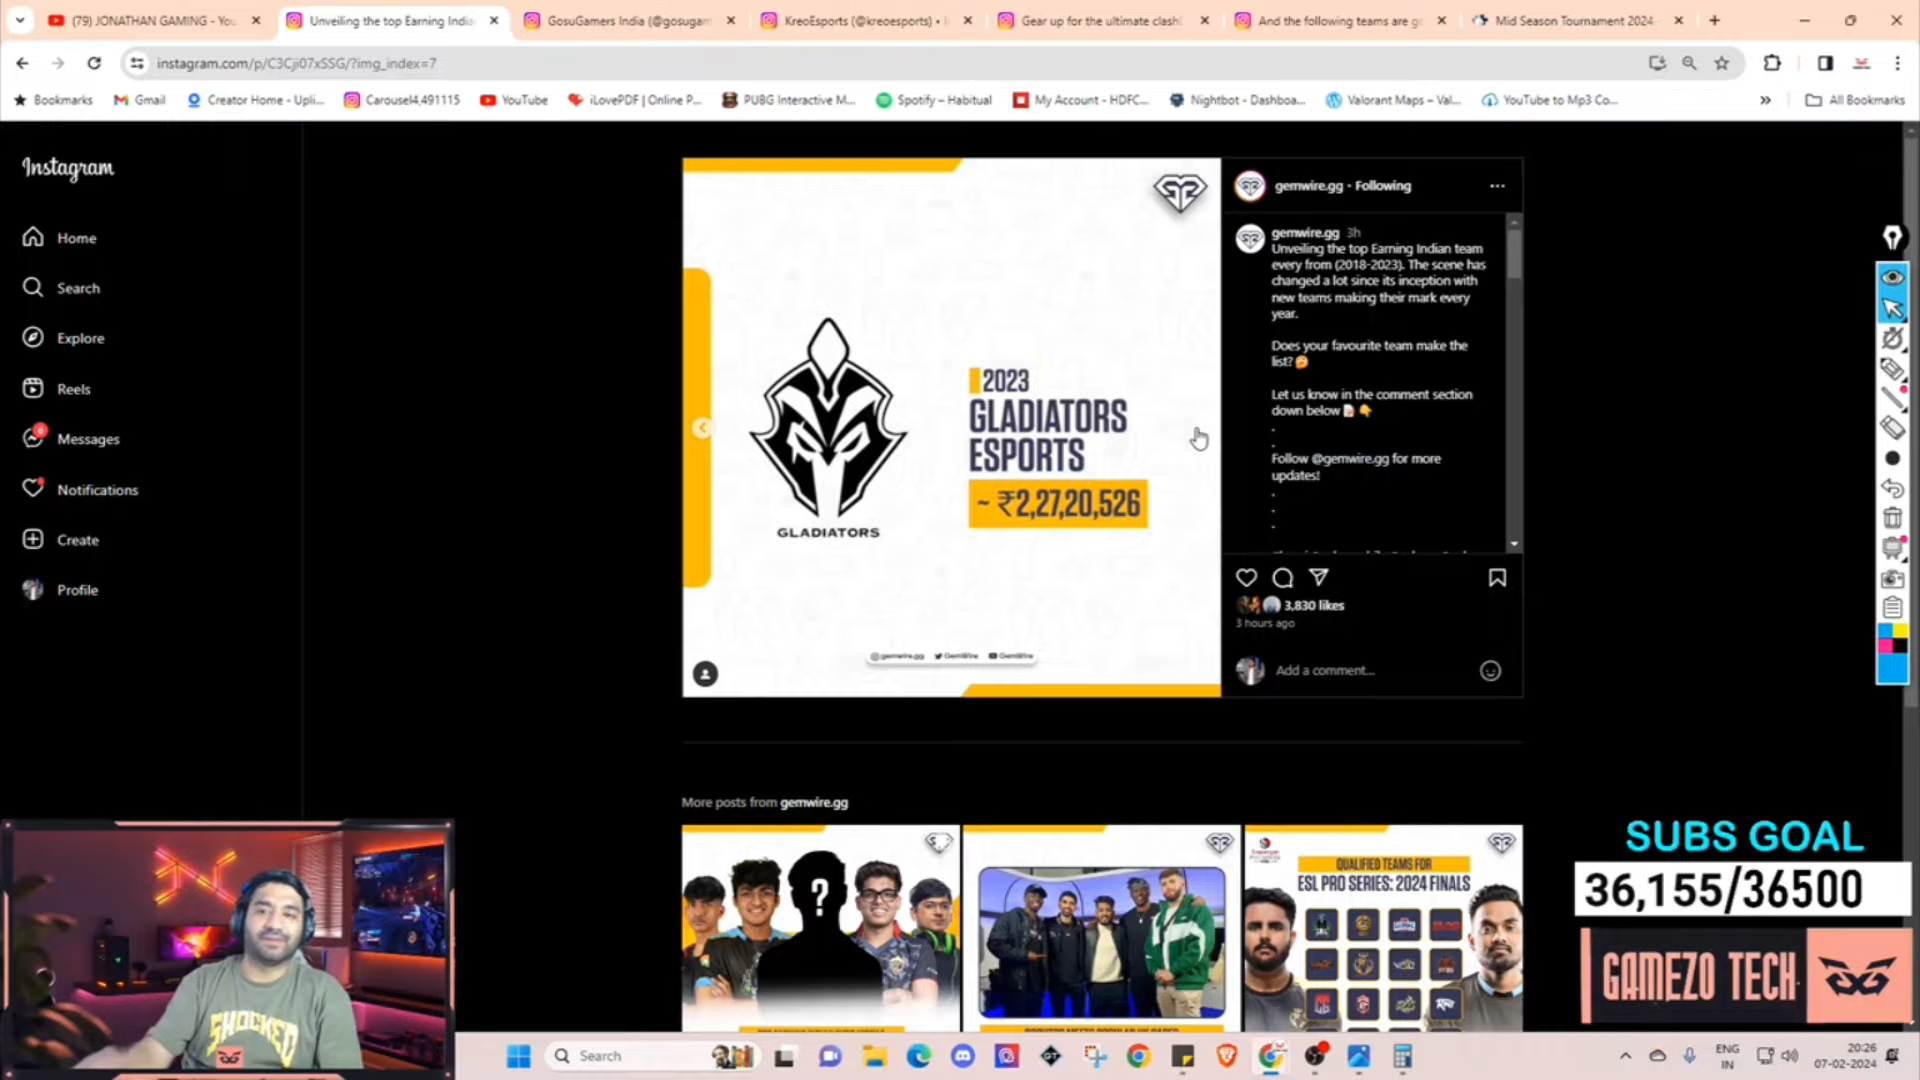 (79) JONATHAN GAMING - You
Unveiling the top Earning India
GosuGamers India (@gosugam
KreoEsports (@kreoesports) • I
Gear up for the ultimate clash!
And the following teams are g
Mid Season Tournament 2024
instagram.com/p/C3Cji07xSSG/?img_index=7
Bookmarks
Gmail
Creator Home - Upli...
Carousel4,491115
YouTube
iLovePDF | Online P...
PUBG Interactive M...
Spotify – Habitual
My Account - HDFC...
Nightbot - Dashboa...
Valorant Maps – Val...
YouTube to Mp3 Co...
All Bookmarks
Instagram
Home
Search
Explore
Reels
6
Messages
Notifications
Create
Profile
2023
GLADIATORS
ESPORTS
~ ₹2,27,20,526
GLADIATORS
gemwire.gg GemWire GemWire
gemwire.gg • Following
gemwire.gg 3h
Unveiling the top Earning Indian team
every from (2018-2023). The scene has
changed a lot since its inception with
new teams making their mark every
year.
Does your favourite team make the
list?
Let us know in the comment section
down below
.
.
Follow @gemwire.gg for more
updates!
.
.
.
3,830 likes
3 hours ago
Add a comment...
More posts from gemwire.gg
?
QUALIFIED TEAMS FOR
ESL PRO SERIES: 2024 FINALS
SUBS GOAL
36,155/36500
GAMEZO TECH
SHOCKED
Search
ENG
IN
20:26
07-02-2024